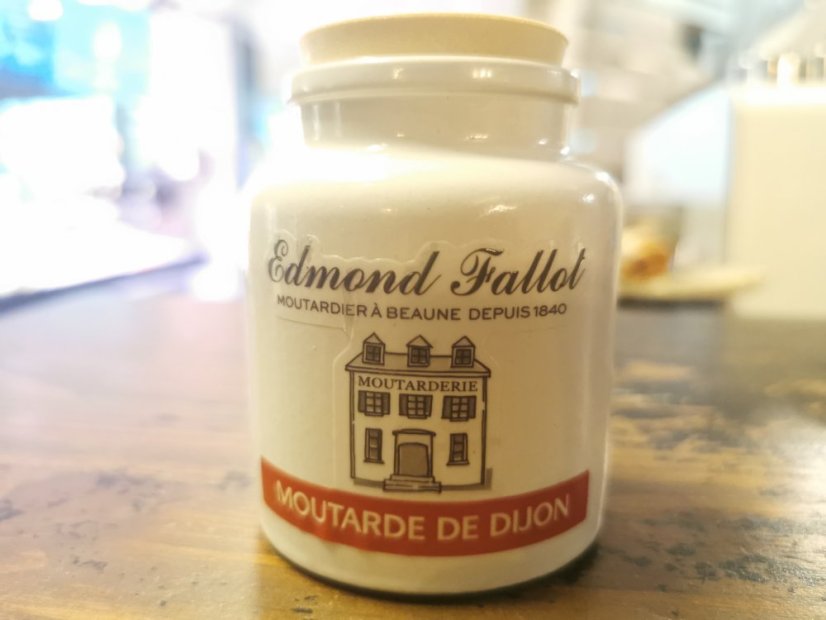 Edmond Fallot
MOUTARDIER À BEAUNE DEPUIS 1840
MOUTARDERIE
MOUTARDE DE DIJON